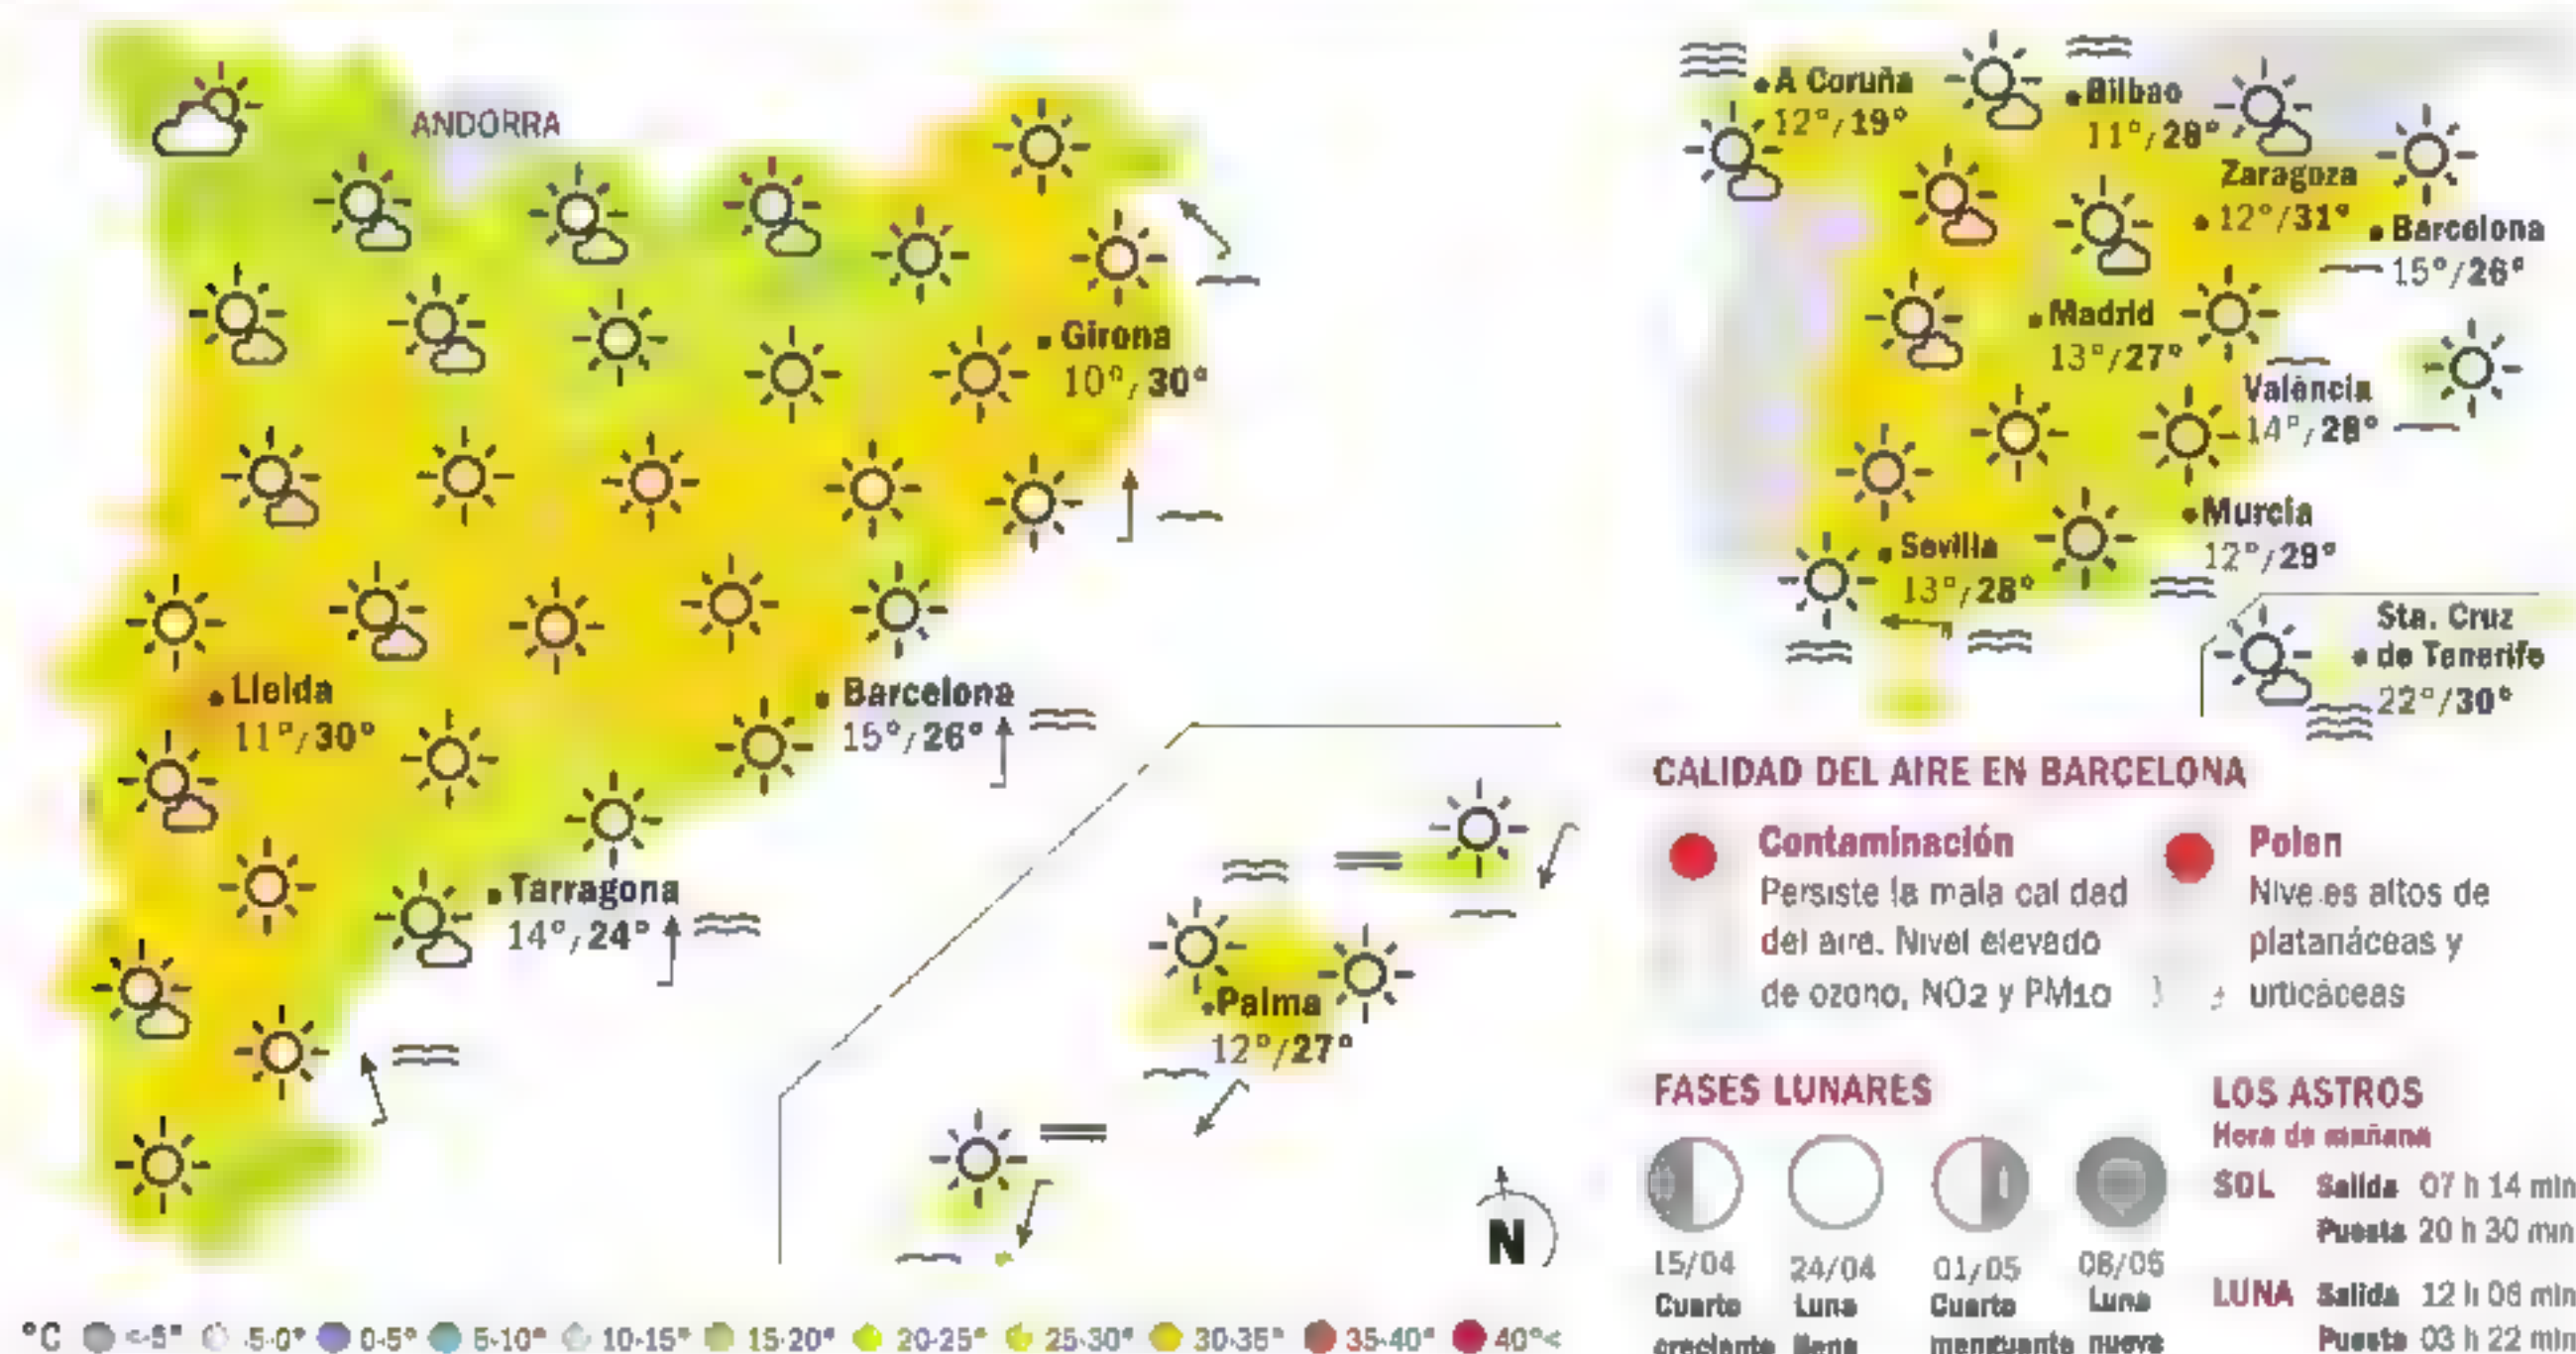 ANDORRA
Girona
10°/30°
Lleida
11°/30°
Barcelona
15°/26°
Tarragona
14°/24°
Palma
12°/27°
N
°C <-5° -5-0° 0-5° 5-10° 10-15° 15-20° 20-25° 25-30° 30-35° 35-40° 40°<
A Coruña
12°/19°
Bilbao
11°/28°
Zaragoza
12°/31°
Barcelona
15°/26°
Madrid
13°/27°
València
14°/28°
Murcia
12°/29°
Sevilla
13°/28°
Sta. Cruz
de Tenerife
22°/30°
CALIDAD DEL AIRE EN BARCELONA
Contaminación
Persiste la mala calidad
del aire. Nivel elevado
de ozono, NO2 y PM10
Polen
Niveles altos de
platanáceas y
urticáceas
FASES LUNARES
15/04
Cuarto
creciente
24/04
Luna
llena
01/05
Cuarto
menguante
08/05
Luna
nueva
LOS ASTROS
Hora de mañana
SOL Salida 07 h 14 min
Puesta 20 h 30 min
LUNA Salida 12 h 06 min
Puesta 03 h 22 min